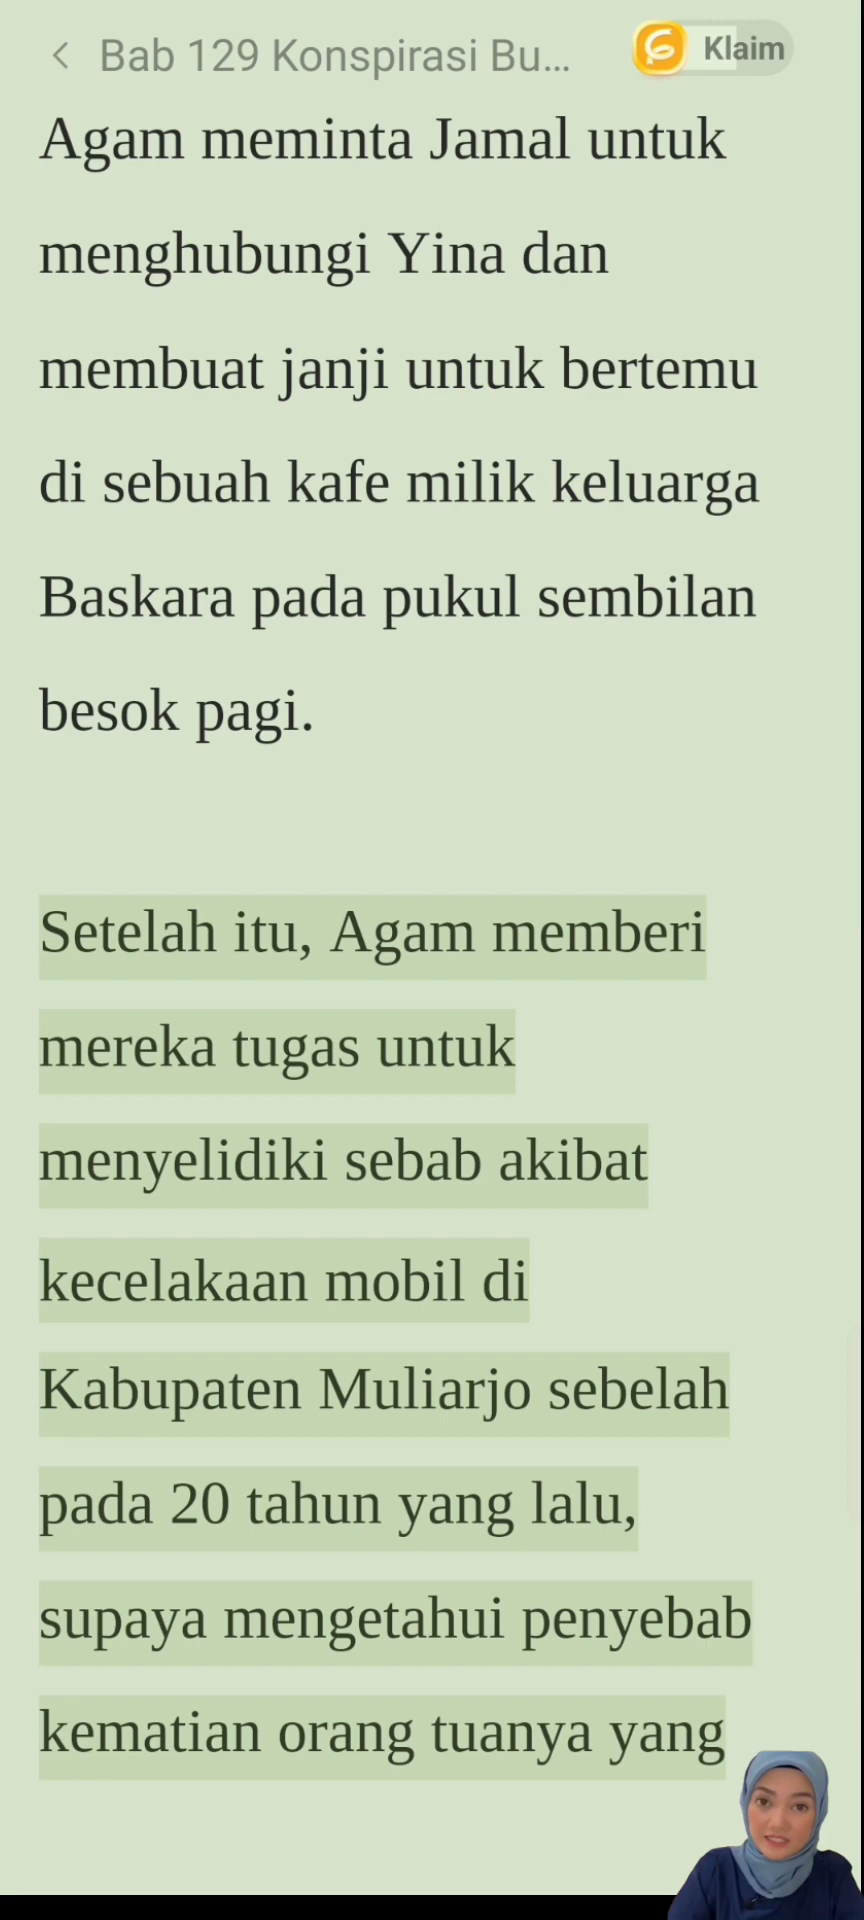 Bab 129 Konspirasi Bu...
Klaim
Agam meminta Jamal untuk
menghubungi Yina dan
membuat janji untuk bertemu
di sebuah kafe milik keluarga
Baskara pada pukul sembilan
besok pagi.
Setelah itu, Agam memberi
mereka tugas untuk
menyelidiki sebab akibat
kecelakaan mobil di
Kabupaten Muliarjo sebelah
pada 20 tahun yang lalu,
supaya mengetahui penyebab
kematian orang tuanya yang